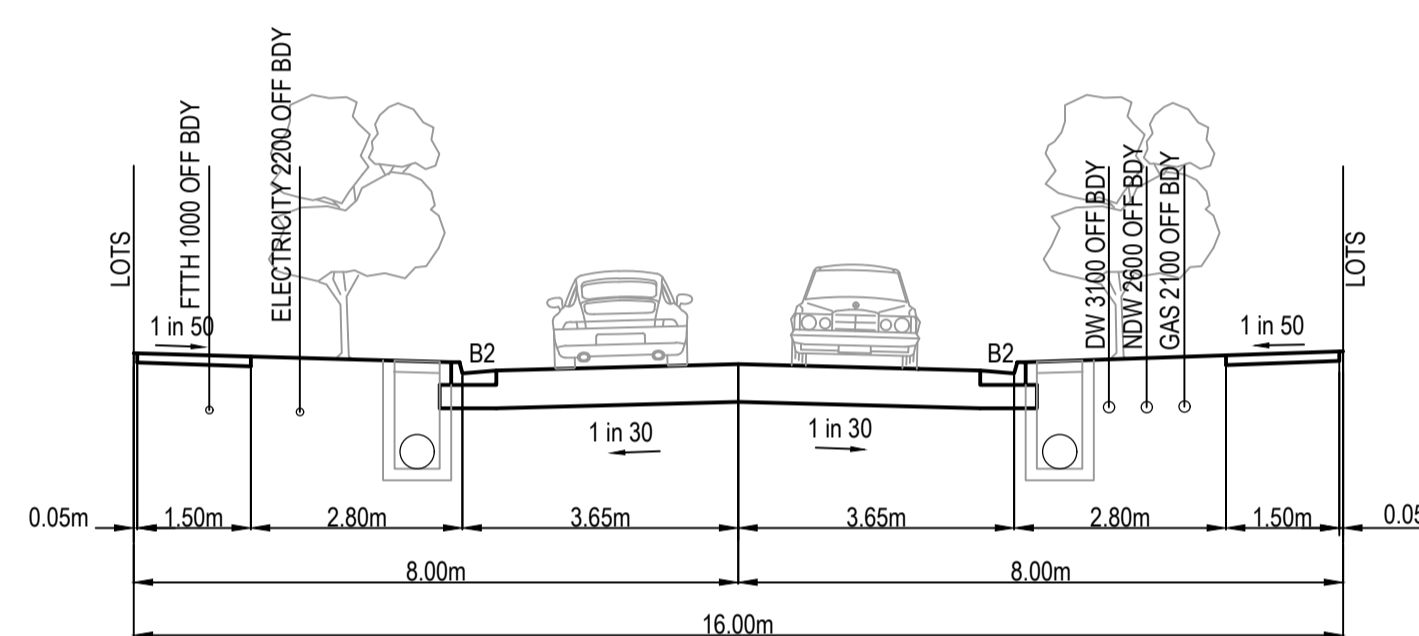 LOTS
FTTH 1000 OFF BDY
ELECTRICITY 2200 OFF BDY
DW 3100 OFF BDY
NDW 2600 OFF BDY
GAS 2100 OFF BDY
LOTS
1 in 50
B2
B2
1 in 50
1 in 30
1 in 30
0.05m
1.50m
2.80m
3.65m
3.65m
2.80m
1.50m
0.05
8.00m
8.00m
16.00m